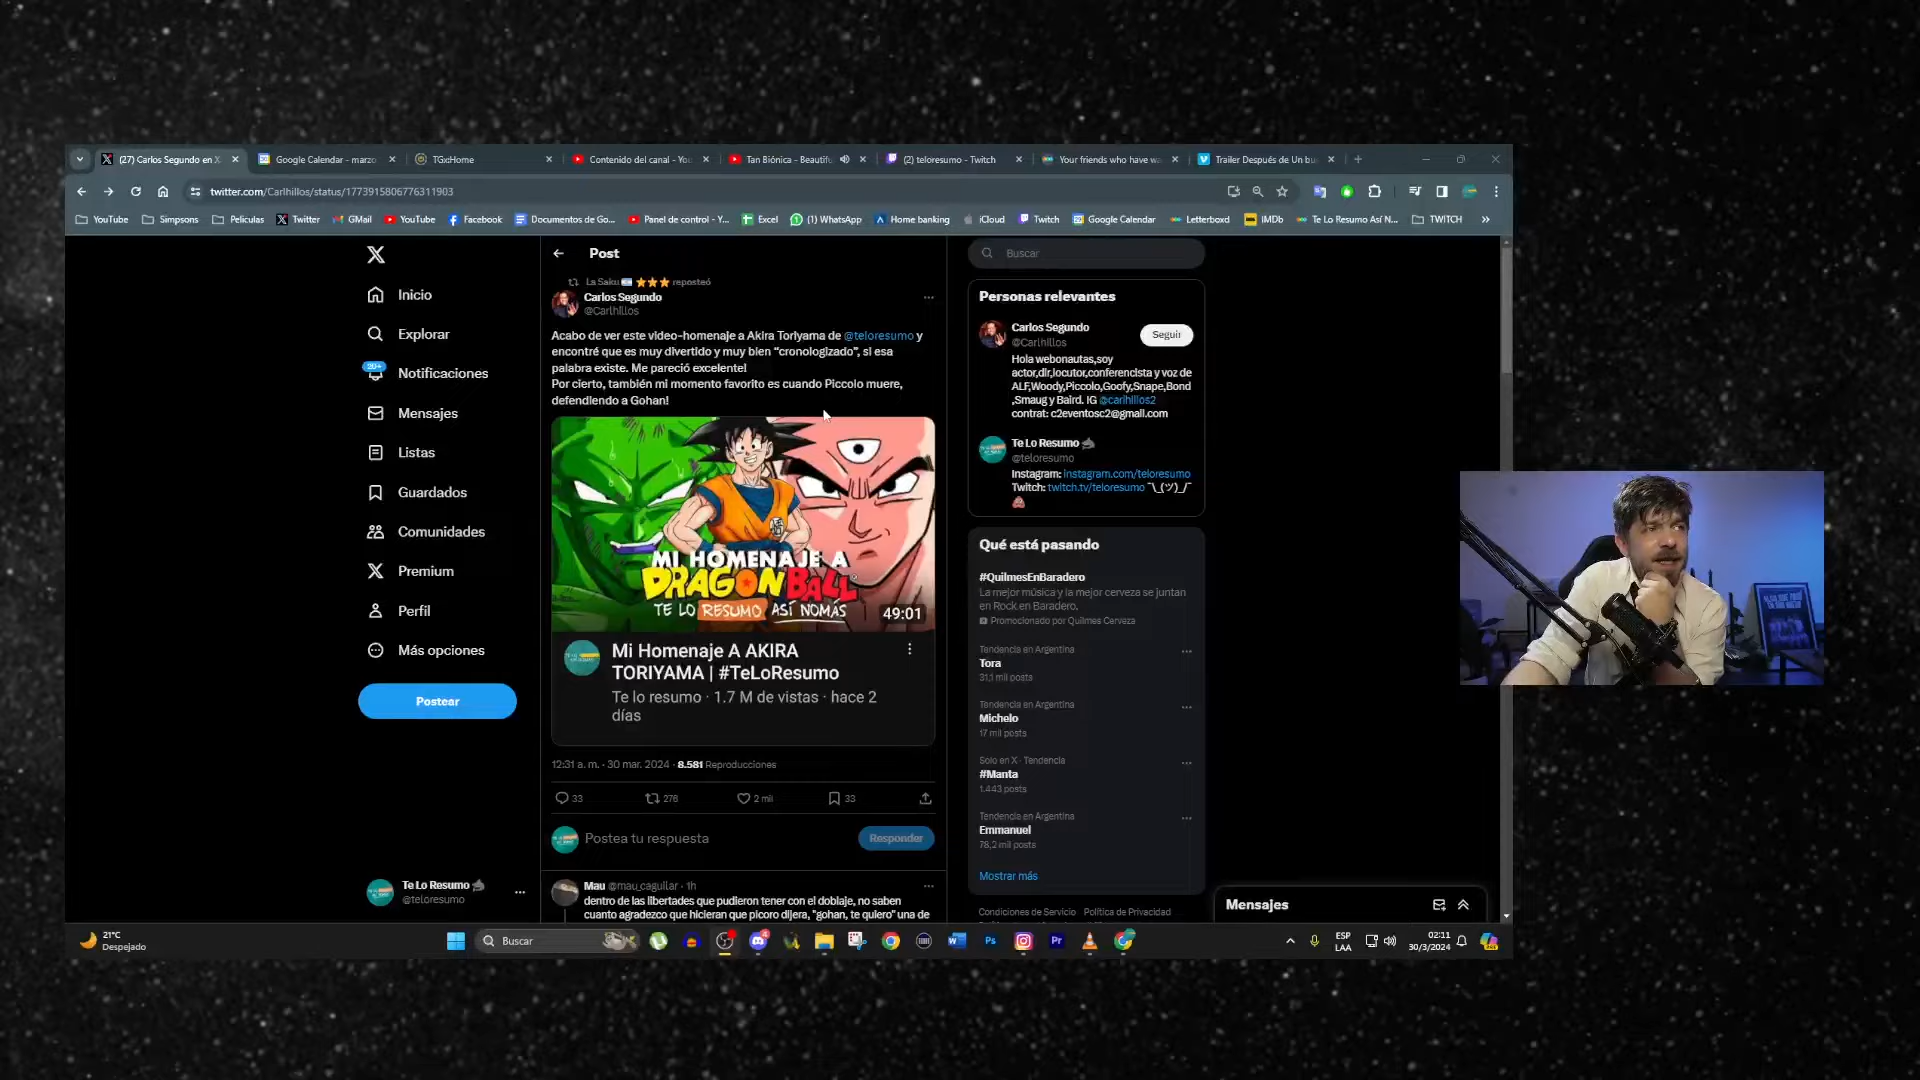 (27) Carlos Segundo en X
Google Calendar - marzo
TGxHome
Contenido del canal - You
Tan Biónica - Beautifu
(2) teloresumo - Twitch
Your friends who have wa
Trailer Después de Un bu
twitter.com/Carlhillos/status/1773915806776311903
YouTube
Simpsons
Peliculas
Twitter
GMail
YouTube
Facebook
Documentos de Go...
Panel de control - Y...
Excel
(1) WhatsApp
Home banking
iCloud
Twitch
Google Calendar
Letterboxd
IMDb
Te Lo Resumo Así N...
TWITCH
Inicio
Explorar
20+
Notificaciones
Mensajes
Listas
Guardados
Comunidades
Premium
Perfil
Más opciones
Postear
Te Lo Resumo
@teloresumo
Post
La Saku reposteó
Carlos Segundo
@Carlhillos
Acabo de ver este video-homenaje a Akira Toriyama de @teloresumo y
encontré que es muy divertido y muy bien “cronologizado”, si esa
palabra existe. Me pareció excelente!
Por cierto, también mi momento favorito es cuando Piccolo muere,
defendiendo a Gohan!
MI HOMENAJE A
DRAGON BALL
TE LO RESUMO ASÍ NOMÁS
49:01
Mi Homenaje A AKIRA
TORIYAMA | #TeLoResumo
Te lo resumo · 1.7 M de vistas · hace 2
días
12:31 a. m. · 30 mar. 2024 · 8.581 Reproducciones
33
276
2 mil
33
Postea tu respuesta
Responder
Mau @mau_caguilar · 1h
dentro de las libertades que pudieron tener con el doblaje, no saben
cuanto agradezco que hicieran que picoro dijera, "gohan, te quiero" una de
Buscar
Personas relevantes
Carlos Segundo
@Carlhillos
Seguir
Hola webonautas,soy
actor,dir,locutor,conferencista y voz de
ALF,Woody,Piccolo,Goofy,Snape,Bond
,Smaug y Baird. IG @carlhillos2
contrat: c2eventosc2@gmail.com
Te Lo Resumo
@teloresumo
Instagram: instagram.com/teloresumo
Twitch: twitch.tv/teloresumo ¯\_(ツ)_/¯
Qué está pasando
#QuilmesEnBaradero
La mejor música y la mejor cerveza se juntan
en Rock en Baradero.
Promocionado por Quilmes Cerveza
Tendencia en Argentina
Tora
31,1 mil posts
Tendencia en Argentina
Michelo
17 mil posts
Solo en X · Tendencia
#Manta
1.443 posts
Tendencia en Argentina
Emmanuel
78,2 mil posts
Mostrar más
Condiciones de Servicio Política de Privacidad
Mensajes
21°C
Despejado
Buscar
ESP
LAA
02:11
30/3/2024